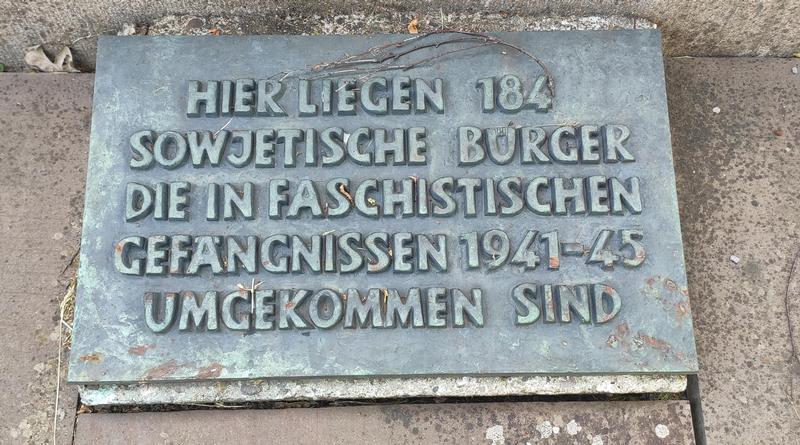 HIER LIEGEN 184
SOWJETISCHE BÜRGER
DIE IN FASCHISTISCHEN
GEFÄNGNISSEN 1941-45
UMGEKOMMEN SIND